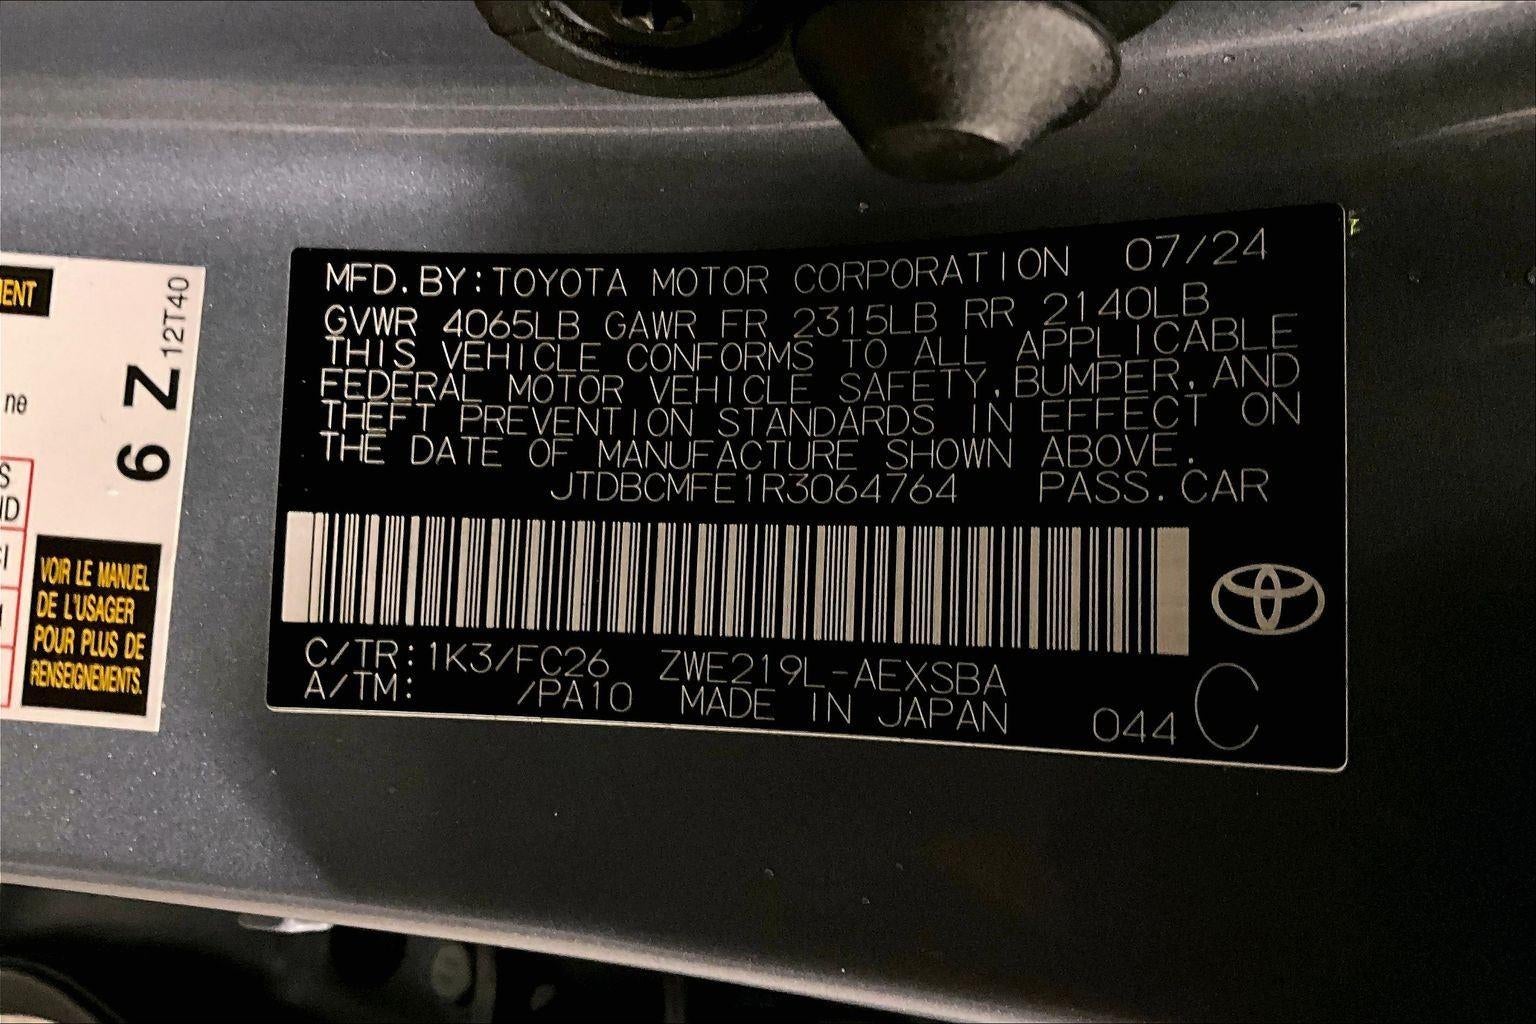 MFD. BY: TOYOTA MOTOR CORPORATION 07/24
GVWR 4065LB GAWR FR 2315LB RR 2140LB
THIS VEHICLE CONFORMS TO ALL APPLICABLE
FEDERAL MOTOR VEHICLE SAFETY, BUMPER, AND
THEFT PREVENTION STANDARDS IN EFFECT ON
THE DATE OF MANUFACTURE SHOWN ABOVE.
JTDBCMFE1R3064764 PASS. CAR
C/TR: 1K3/FC26 ZWE219L-AEXSBA
A/TM: /PA10 MADE IN JAPAN 044 C
ne
6 Z 12T40
VOIR LE MANUEL
DE L'USAGER
POUR PLUS DE
RENSEIGNEMENTS.